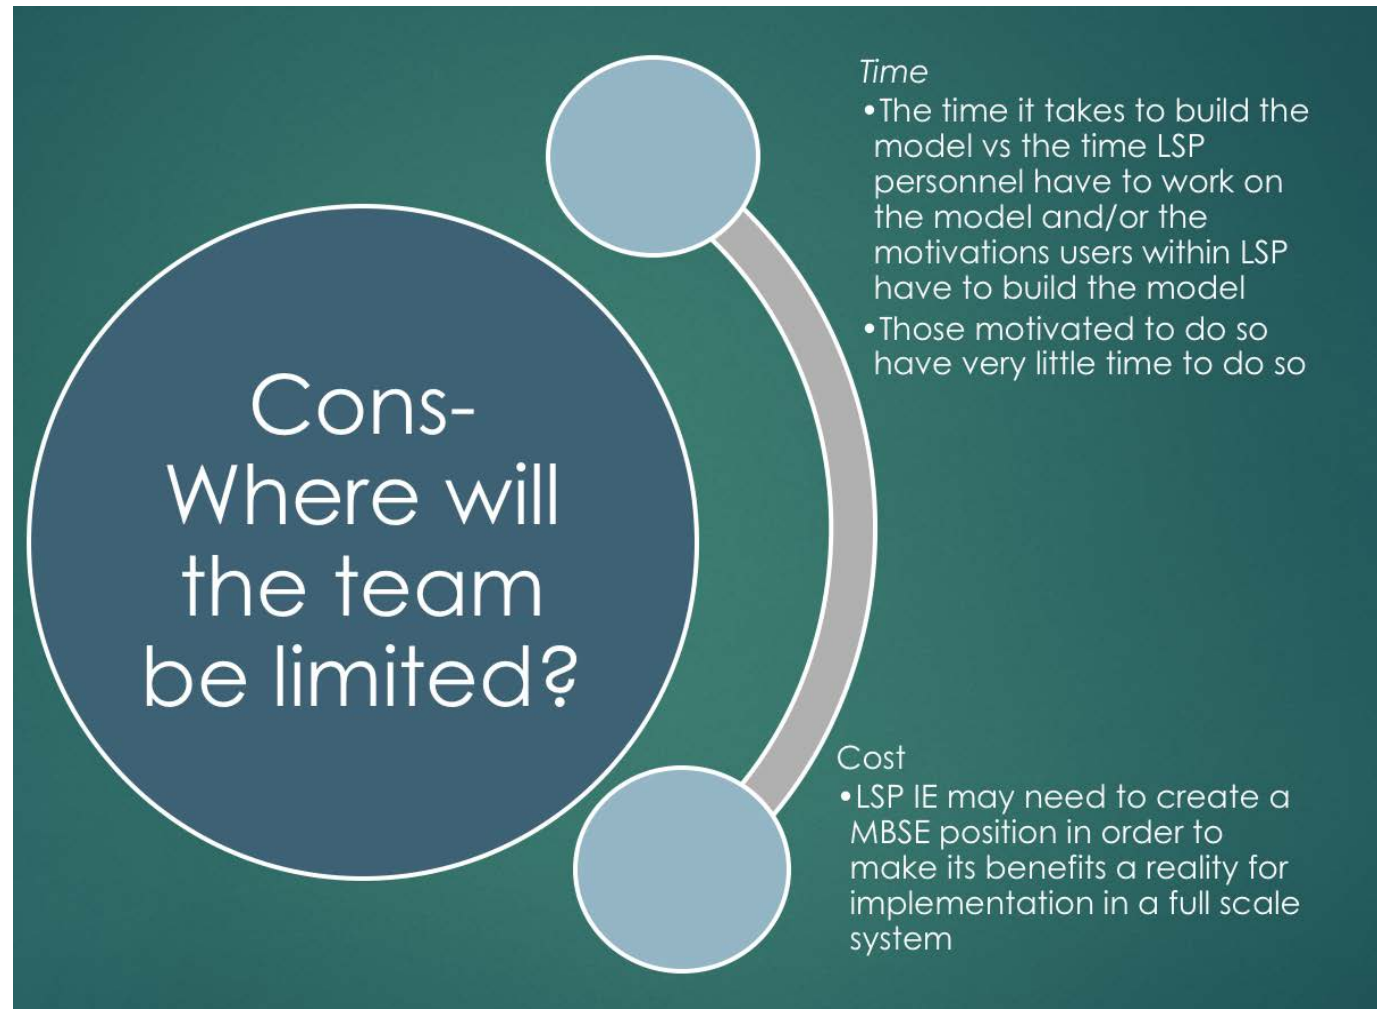 Cons-
Where will
the team
be limited?
Time
•The time it takes to build the
model vs the time LSP
personnel have to work on
the model and/or the
motivations users within LSP
have to build the model
•Those motivated to do so
have very little time to do so
Cost
•LSP IE may need to create a
MBSE position in order to
make its benefits a reality for
implementation in a full scale
system